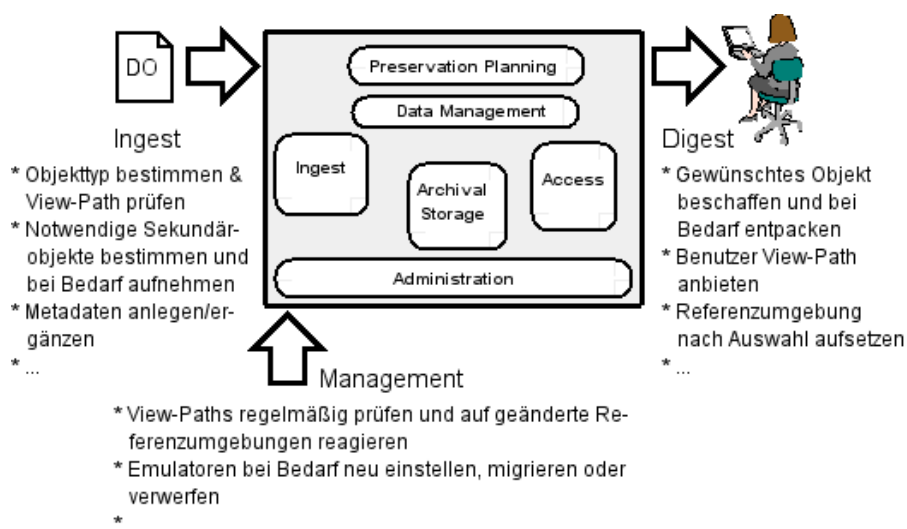 DO
Preservation Planning
Data Management
Ingest
Archival
Storage
Access
Administration
Ingest
* Objekttyp bestimmen &
View-Path prüfen
* Notwendige Sekundär-
objekte bestimmen und
bei Bedarf aufnehmen
* Metadaten anlegen/er-
gänzen
* ...
Digest
* Gewünschtes Objekt
beschaffen und bei
Bedarf entpacken
* Benutzer View-Path
anbieten
* Referenzumgebung
nach Auswahl aufsetzen
* ...
Management
* View-Paths regelmäßig prüfen und auf geänderte Re-
ferenzumgebungen reagieren
* Emulatoren bei Bedarf neu einstellen, migrieren oder
verwerfen
*